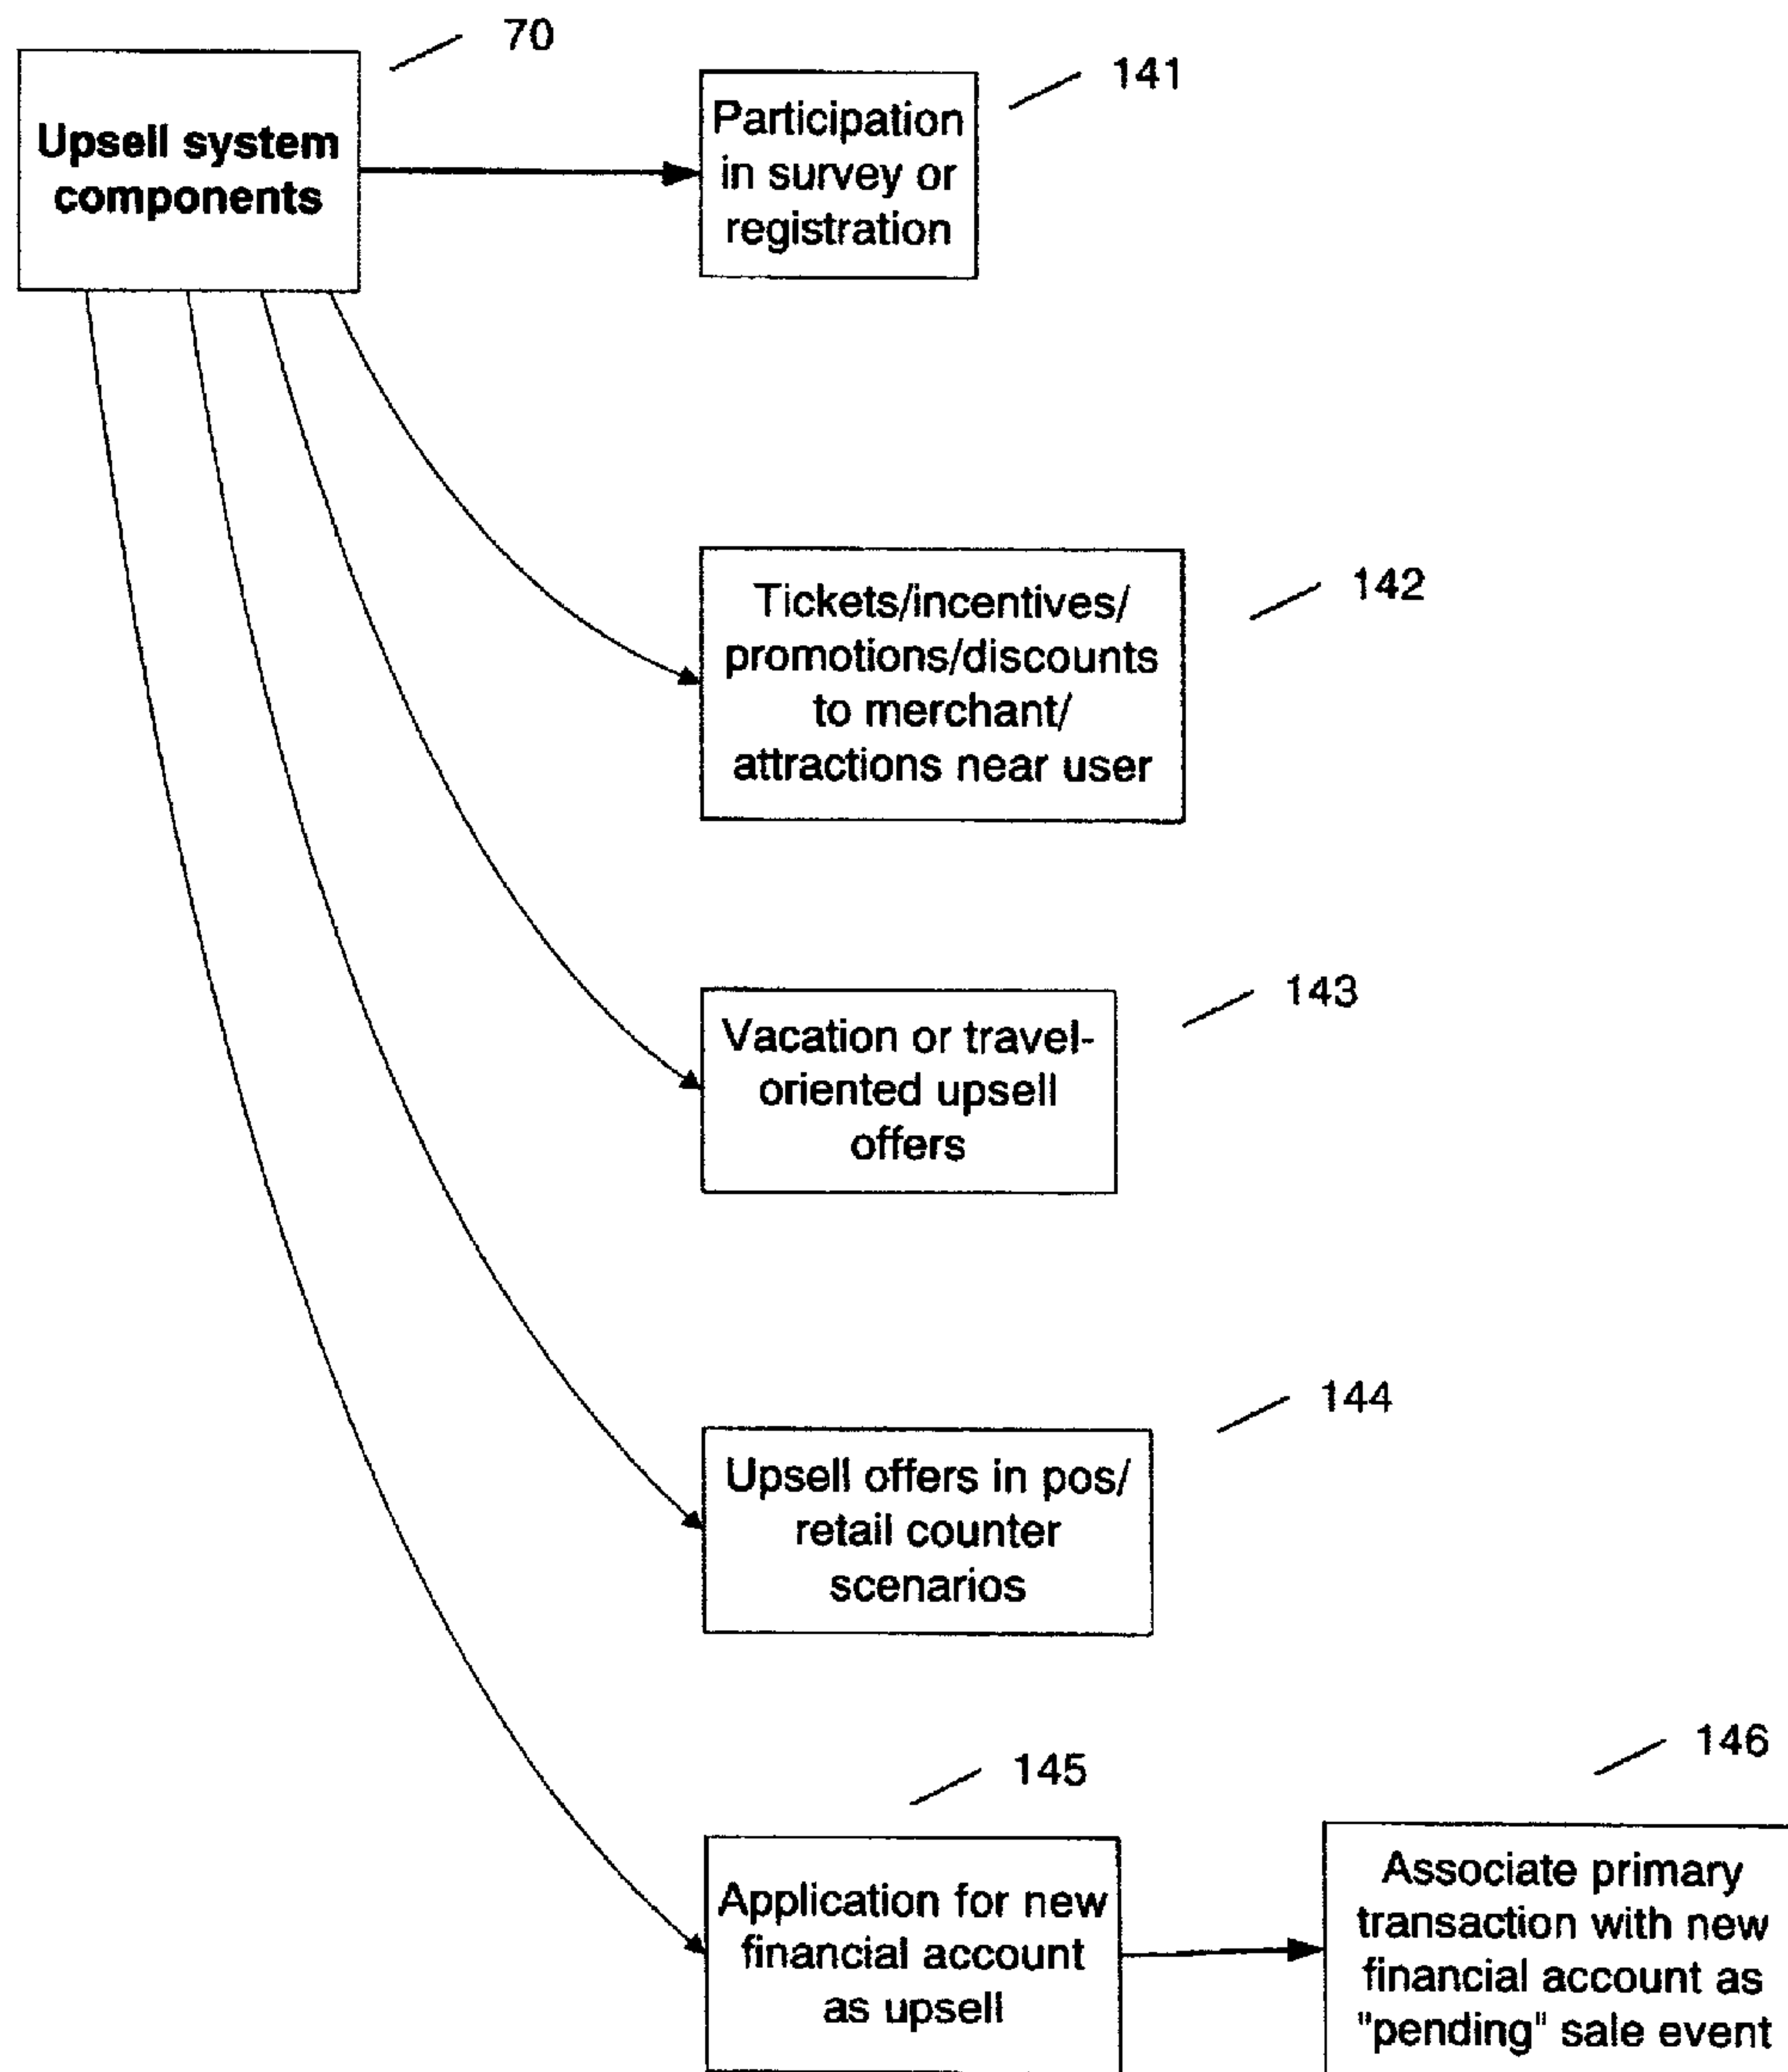 70
Upsell system
components
141
Participation
in survey or
registration
142
Tickets/incentives/
promotions/discounts
to merchant/
attractions near user
143
Vacation or travel-
oriented upsell
offers
144
Upsell offers in pos/
retail counter
scenarios
145
Application for new
financial account
as upsell
146
Associate primary
transaction with new
financial account as
"pending" sale event